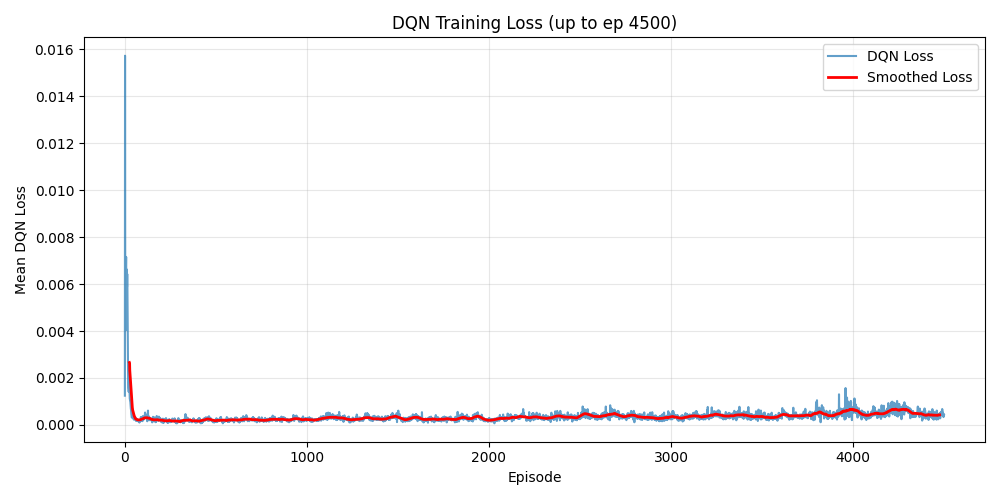 DQN Training Loss (up to ep 4500)
DQN Loss
Smoothed Loss
Mean DQN Loss
0.016
0.014
0.012
0.010
0.008
0.006
0.004
0.002
0.000
0
1000
2000
3000
4000
Episode